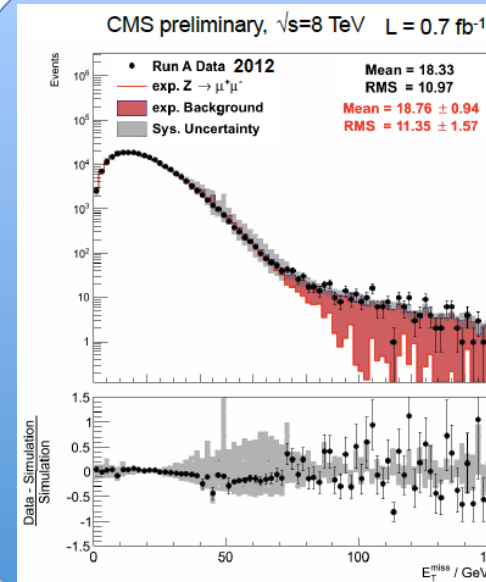 CMS preliminary, √s=8 TeV L = 0.7 fb⁻¹
Events
Run A Data 2012
exp. Z → μ⁺μ⁻
exp. Background
Sys. Uncertainty
Mean = 18.33
RMS = 10.97
Mean = 18.76 ± 0.94
RMS = 11.35 ± 1.57
10⁶
10⁵
10⁴
10³
10²
10
1
Data - Simulation
Simulation
1.5
1
0.5
0
-0.5
-1
-1.5
0 50 100
E_T^miss / GeV